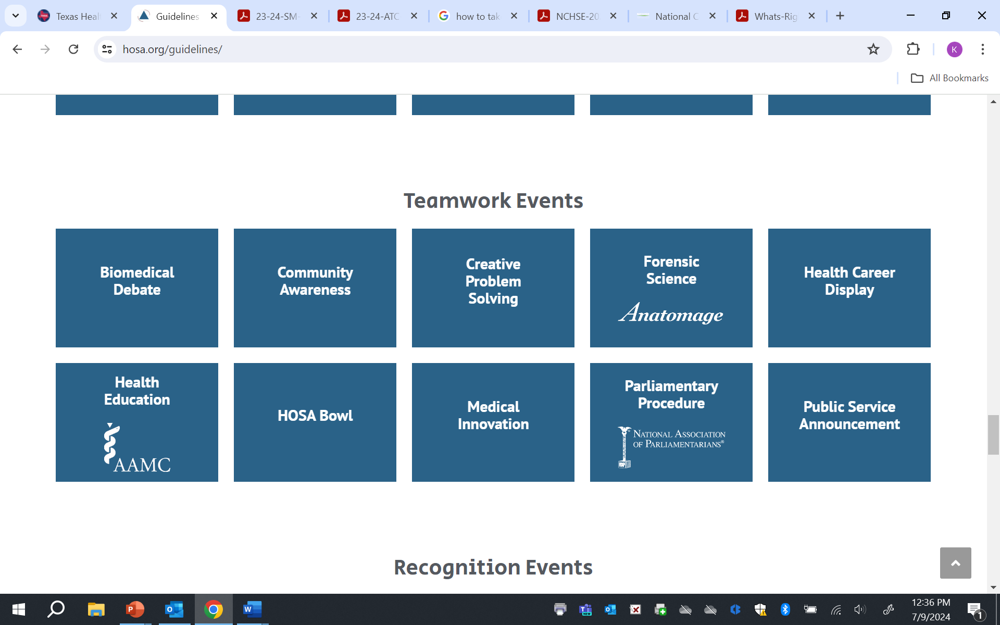 Texas Heal
Guidelines
23-24-SM-
23-24-ATC
how to tak
NCHSE-20
National C
Whats-Rig
hosa.org/guidelines/
K
All Bookmarks
Teamwork Events
Biomedical
Debate
Community
Awareness
Creative
Problem
Solving
Forensic
Science
Anatomage
Health Career
Display
Health
Education
AAMC
HOSA Bowl
Medical
Innovation
Parliamentary
Procedure
NATIONAL ASSOCIATION
OF PARLIAMENTARIANS®
Public Service
Announcement
Recognition Events
12:36 PM
7/9/2024
1